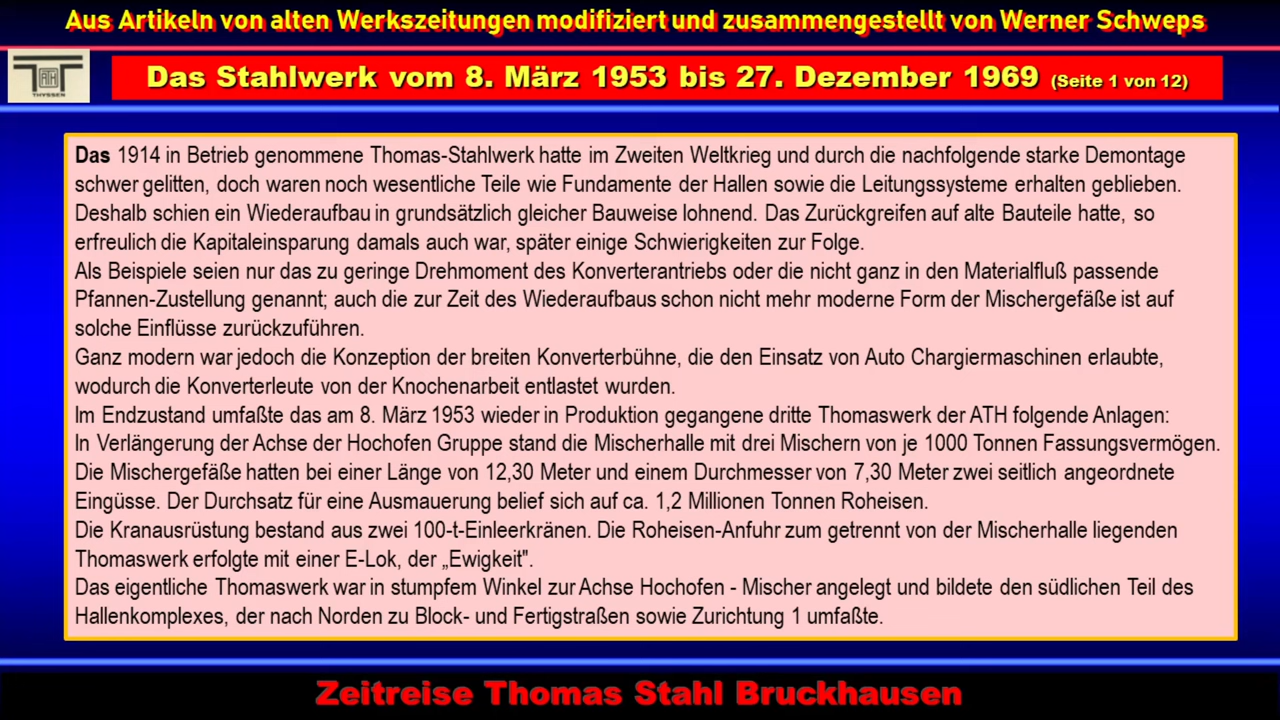 Aus Artikeln von alten Werkszeitungen modifiziert und zusammengestellt von Werner Schweps
ATH
THYSSEN
Das Stahlwerk vom 8. März 1953 bis 27. Dezember 1969 (Seite 1 von 12)
Das 1914 in Betrieb genommene Thomas-Stahlwerk hatte im Zweiten Weltkrieg und durch die nachfolgende starke Demontage
schwer gelitten, doch waren noch wesentliche Teile wie Fundamente der Hallen sowie die Leitungssysteme erhalten geblieben.
Deshalb schien ein Wiederaufbau in grundsätzlich gleicher Bauweise lohnend. Das Zurückgreifen auf alte Bauteile hatte, so
erfreulich die Kapitaleinsparung damals auch war, später einige Schwierigkeiten zur Folge.
Als Beispiele seien nur das zu geringe Drehmoment des Konverterantriebs oder die nicht ganz in den Materialfluß passende
Pfannen-Zustellung genannt; auch die zur Zeit des Wiederaufbaus schon nicht mehr moderne Form der Mischergefäße ist auf
solche Einflüsse zurückzuführen.
Ganz modern war jedoch die Konzeption der breiten Konverterbühne, die den Einsatz von Auto Chargiermaschinen erlaubte,
wodurch die Konverterleute von der Knochenarbeit entlastet wurden.
Im Endzustand umfaßte das am 8. März 1953 wieder in Produktion gegangene dritte Thomaswerk der ATH folgende Anlagen:
In Verlängerung der Achse der Hochofen Gruppe stand die Mischerhalle mit drei Mischern von je 1000 Tonnen Fassungsvermögen.
Die Mischergefäße hatten bei einer Länge von 12,30 Meter und einem Durchmesser von 7,30 Meter zwei seitlich angeordnete
Eingüsse. Der Durchsatz für eine Ausmauerung belief sich auf ca. 1,2 Millionen Tonnen Roheisen.
Die Kranausrüstung bestand aus zwei 100-t-Einleerkränen. Die Roheisen-Anfuhr zum getrennt von der Mischerhalle liegenden
Thomaswerk erfolgte mit einer E-Lok, der „Ewigkeit".
Das eigentliche Thomaswerk war in stumpfem Winkel zur Achse Hochofen - Mischer angelegt und bildete den südlichen Teil des
Hallenkomplexes, der nach Norden zu Block- und Fertigstraßen sowie Zurichtung 1 umfaßte.
Zeitreise Thomas Stahl Bruckhausen